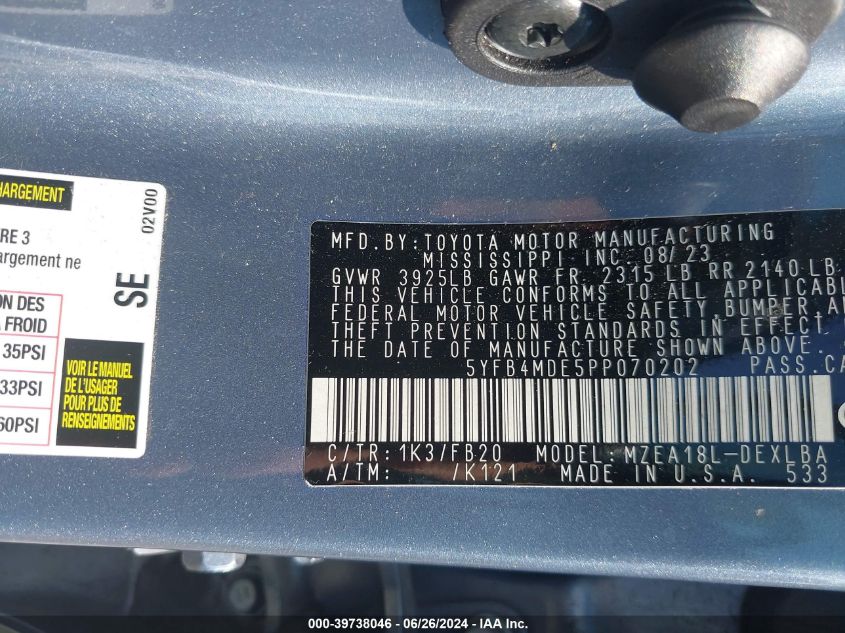 HARGEMENT
02V00
RE 3
argement ne
SE
ON DES
A FROID
35PSI
33PSI
60PSI
VOIR LE MANUEL
DE L'USAGER
POUR PLUS DE
RENSEIGNEMENTS
MFD. BY: TOYOTA MOTOR MANUFACTURING
MISSISSIPPI INC. 08/23
GVWR 3925LB GAWR FR. 2315 LB RR 2140 LB
THIS VEHICLE CONFORMS TO ALL APPLICABL
FEDERAL MOTOR VEHICLE SAFETY, BUMPER, A
THEFT PREVENTION STANDARDS IN EFFECT
THE DATE OF MANUFACTURE SHOWN ABOVE.
5YFB4MDE5PP070202 PASS. CA
C/TR: 1K3/FB20 MODEL: MZEA18L-DEXLBA
A/TM: /K121 MADE IN U.S.A. 533
000-39738046 / 06/26/2024 - IAA Inc.